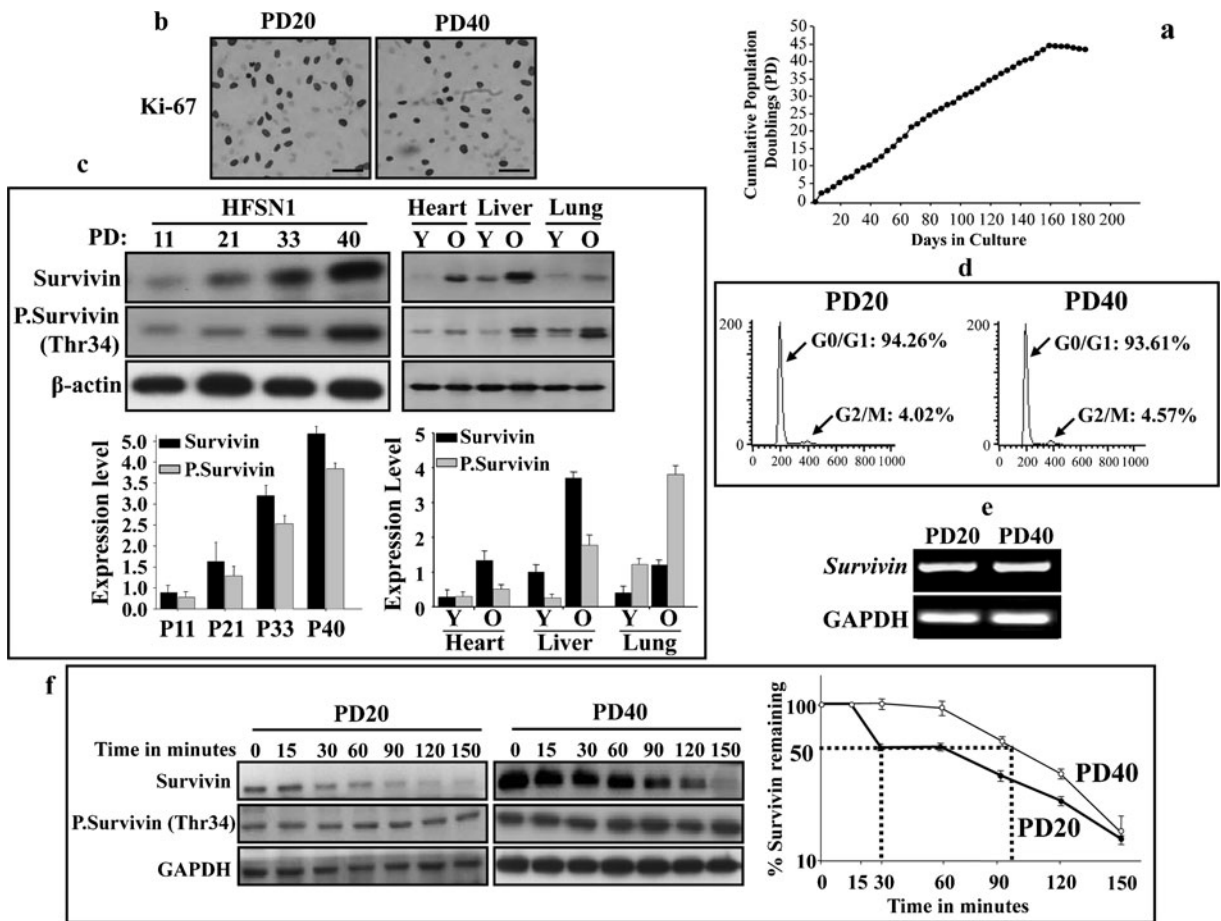 b
PD20 PD40
Ki-67
a
Cumulative Population
Doublings (PD)
50
45
40
35
30
25
20
15
10
5
0
20 40 60 80 100 120 140 160 180 200
Days in Culture
c
HFSN1
PD: 11 21 33 40
Heart Liver Lung
Y O Y O Y O
Survivin
P.Survivin
(Thr34)
β-actin
Expression level
5.0
4.0
3.5
2.5
2.0
1.0
0.0
Survivin
P.Survivin
P11 P21 P33 P40
Expression Level
5
4
3
2
1
0
Survivin
P.Survivin
Y O Y O Y O
Heart Liver Lung
d
PD20 PD40
200
G0/G1: 94.26%
G2/M: 4.02%
0
0 200 400 600 800 1000
200
G0/G1: 93.61%
G2/M: 4.57%
0
0 200 400 600 800 1000
e
PD20 PD40
Survivin
GAPDH
f
PD20 PD40
Time in minutes 0 15 30 60 90 120 150 0 15 30 60 90 120 150
Survivin
P.Survivin (Thr34)
GAPDH
% Survivin remaining
100
50
10
PD40
PD20
0 15 30 60 90 120 150
Time in minutes